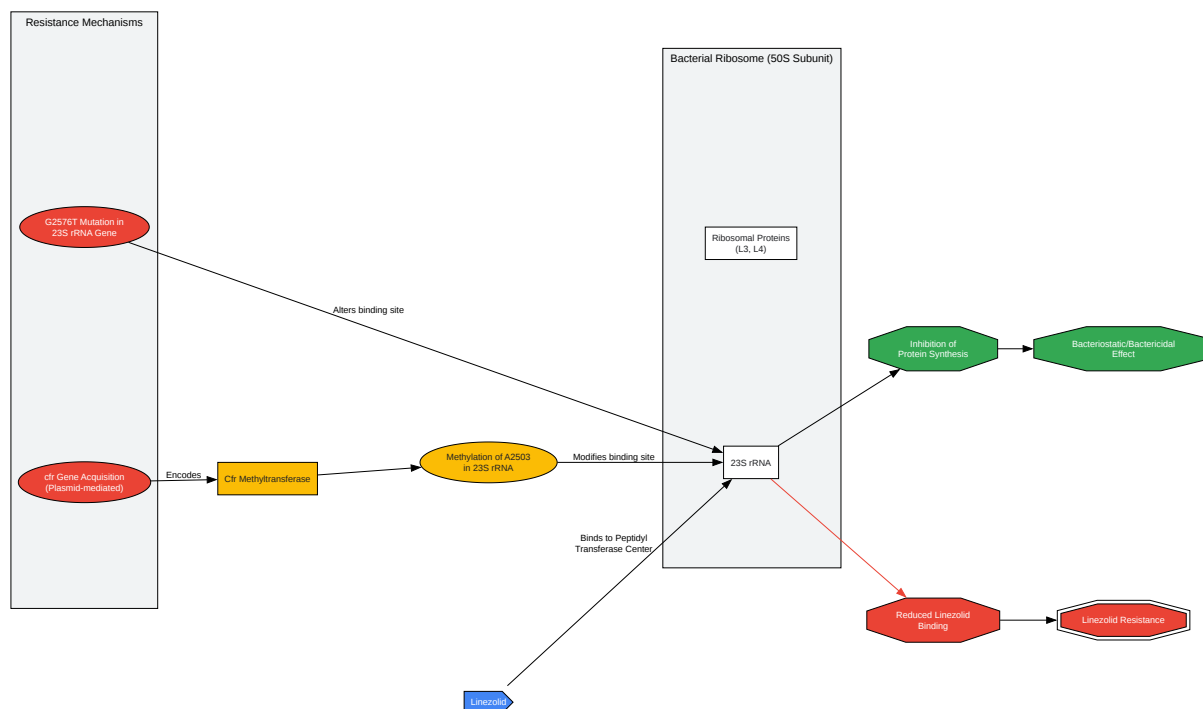 Resistance Mechanisms
Bacterial Ribosome (50S Subunit)
G2576T Mutation in
23S rRNA Gene
Ribosomal Proteins
(L3, L4)
Alters binding site
Inhibition of
Protein Synthesis
Bacteriostatic/Bactericidal
Effect
cfr Gene Acquisition
(Plasmid-mediated)
Encodes
Cfr Methyltransferase
Methylation of A2503
in 23S rRNA
Modifies binding site
23S rRNA
Binds to Peptidyl
Transferase Center
Reduced Linezolid
Binding
Linezolid Resistance
Linezolid